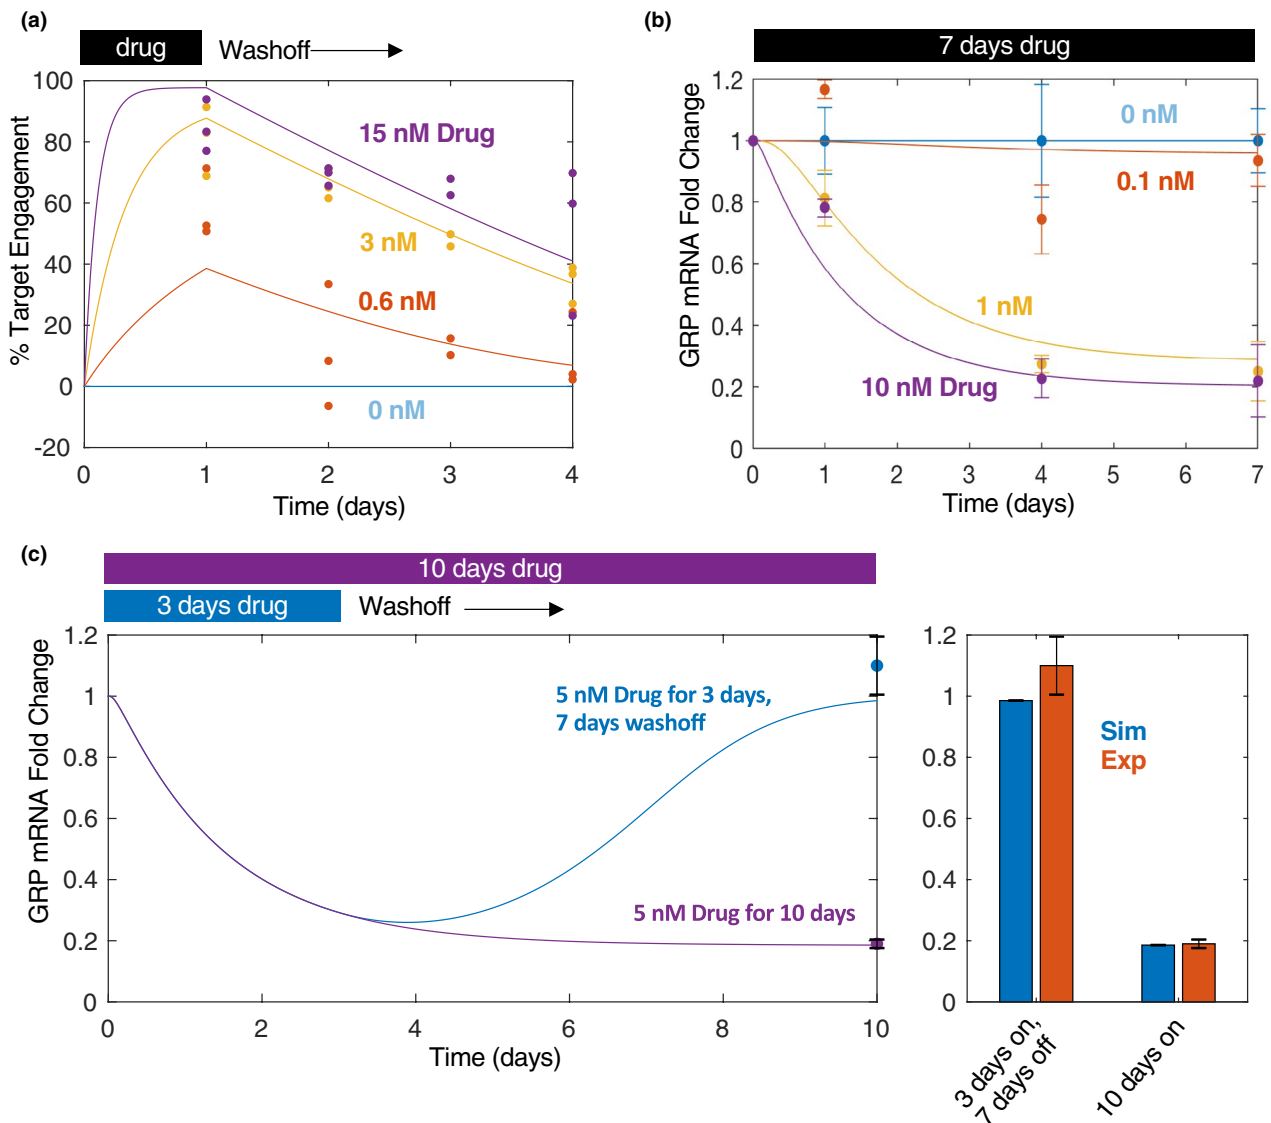 (a)
drug
Washoff
100
80
60
40
20
0
-20
% Target Engagement
15 nM Drug
3 nM
0.6 nM
0 nM
0 1 2 3 4
Time (days)
(b)
7 days drug
1.2
1
0.8
0.6
0.4
0.2
0
GRP mRNA Fold Change
0 nM
0.1 nM
1 nM
10 nM Drug
0 1 2 3 4 5 6 7
Time (days)
(c)
10 days drug
3 days drug
Washoff
1.2
1
0.8
0.6
0.4
0.2
0
GRP mRNA Fold Change
5 nM Drug for 3 days,
7 days washoff
5 nM Drug for 10 days
0 2 4 6 8 10
Time (days)
1.2
1
0.8
0.6
0.4
0.2
0
Sim
Exp
3 days on,
7 days off
10 days on